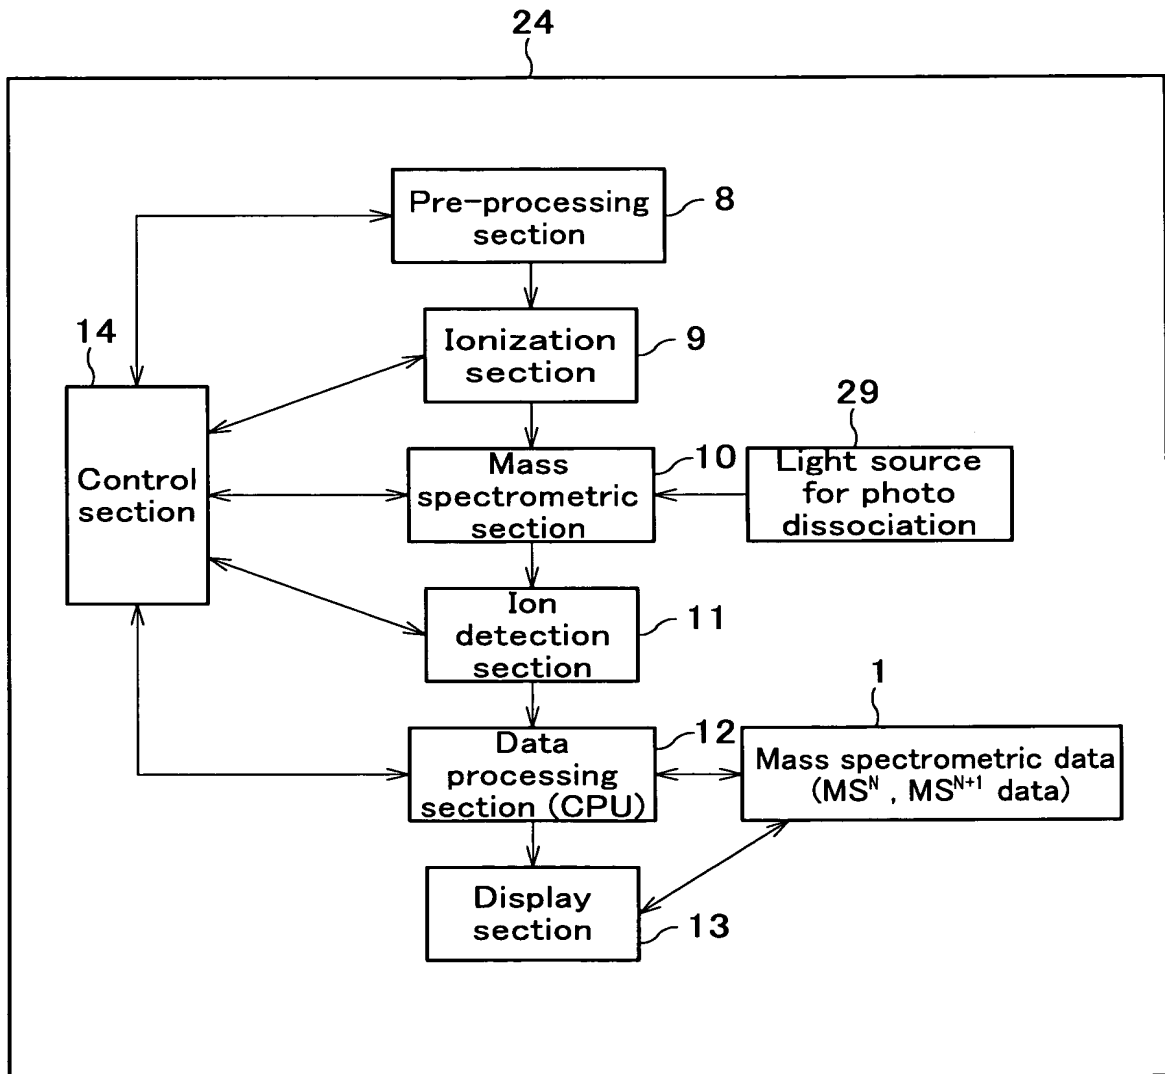 24
Pre-processing
section
8
14
Ionization
section
9
29
Control
section
Mass
spectrometric
section
10
Light source
for photo
dissociation
Ion
detection
section
11
1
Data
processing
section (CPU)
12
Mass spectrometric data
(MS^N , MS^N+1 data)
Display
section
13